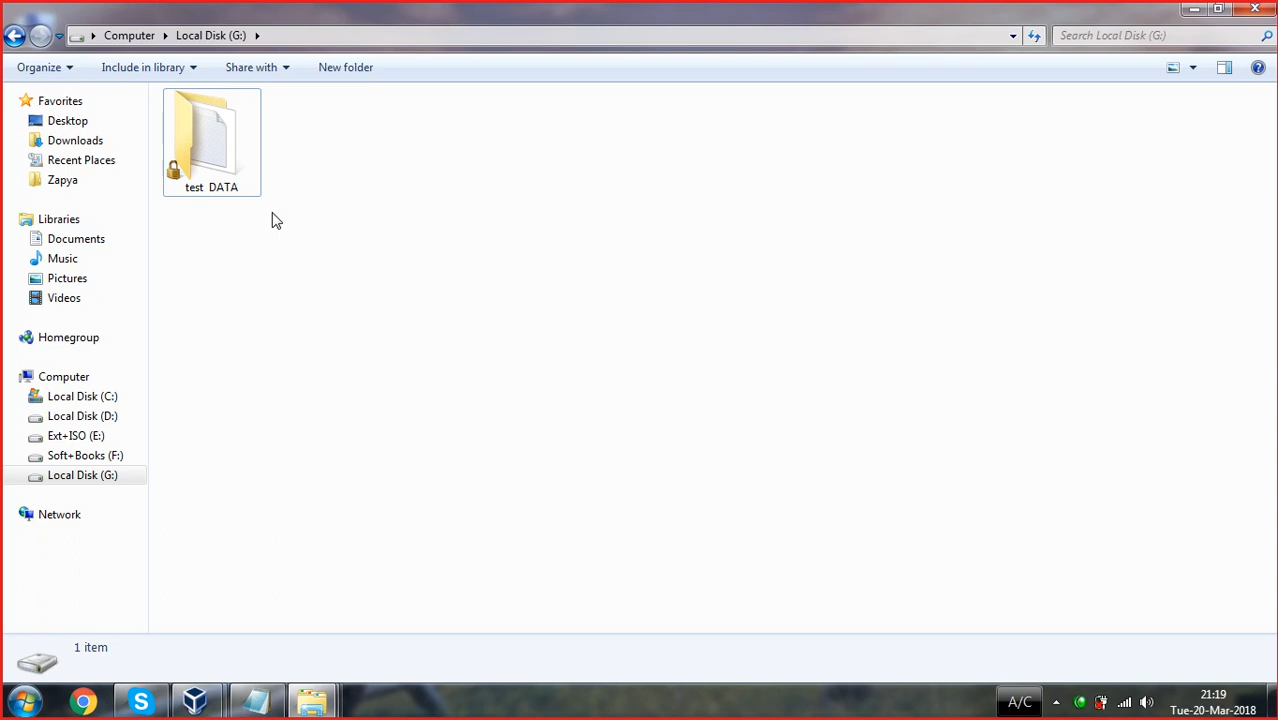 Computer Local Disk (G:) Search Local Disk (G:)
Organize Include in library Share with New folder
Favorites
Desktop
Downloads
Recent Places
Zapya
Libraries
Documents
Music
Pictures
Videos
Homegroup
Computer
Local Disk (C:)
Local Disk (D:)
Ext+ISO (E:)
Soft+Books (F:)
Local Disk (G:)
Network
test DATA
1 item
A/C
21:19
Tue-20-Mar-2018